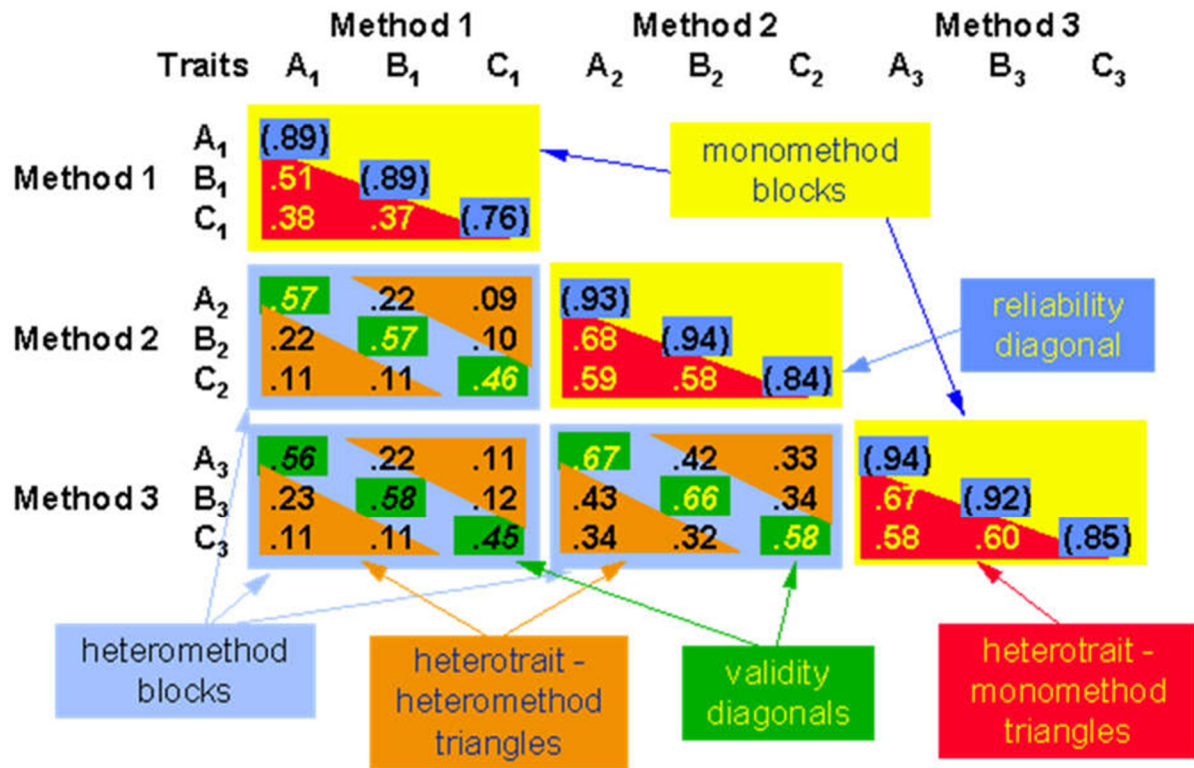 Method 1 Method 2 Method 3
Traits A₁ B₁ C₁ A₂ B₂ C₂ A₃ B₃ C₃
Method 1
A₁ (.89)
B₁ .51 (.89)
C₁ .38 .37 (.76)
monomethod
blocks
Method 2
A₂ .57 .22 .09 (.93)
B₂ .22 .57 .10 .68 (.94)
C₂ .11 .11 .46 .59 .58 (.84)
reliability
diagonal
Method 3
A₃ .56 .22 .11 .67 .42 .33 (.94)
B₃ .23 .58 .12 .43 .66 .34 .67 (.92)
C₃ .11 .11 .45 .34 .32 .58 .58 .60 (.85)
heteromethod
blocks
heterotrait -
heteromethod
triangles
validity
diagonals
heterotrait -
monomethod
triangles